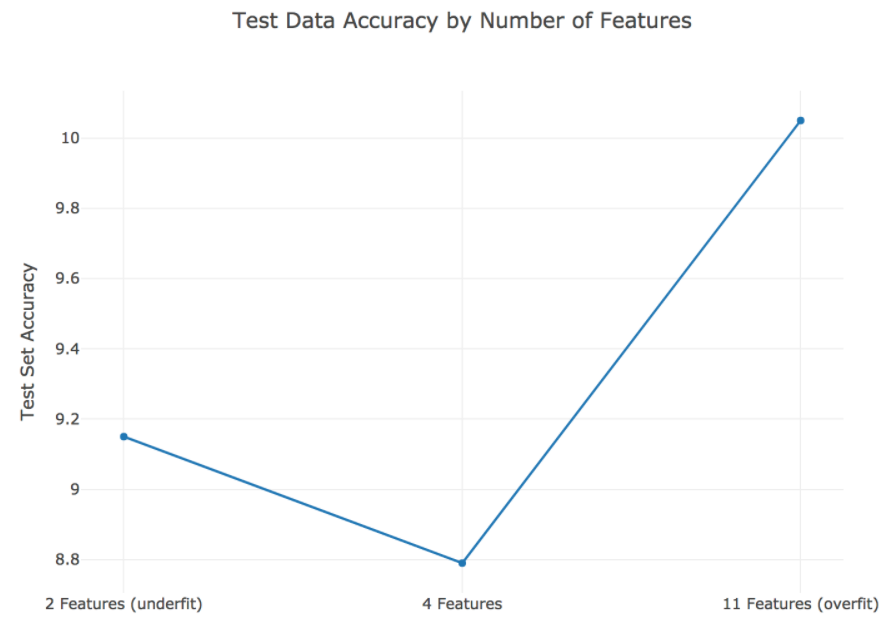 Test Data Accuracy by Number of Features
Test Set Accuracy
10
9.8
9.6
9.4
9.2
9
8.8
2 Features (underfit)
4 Features
11 Features (overfit)